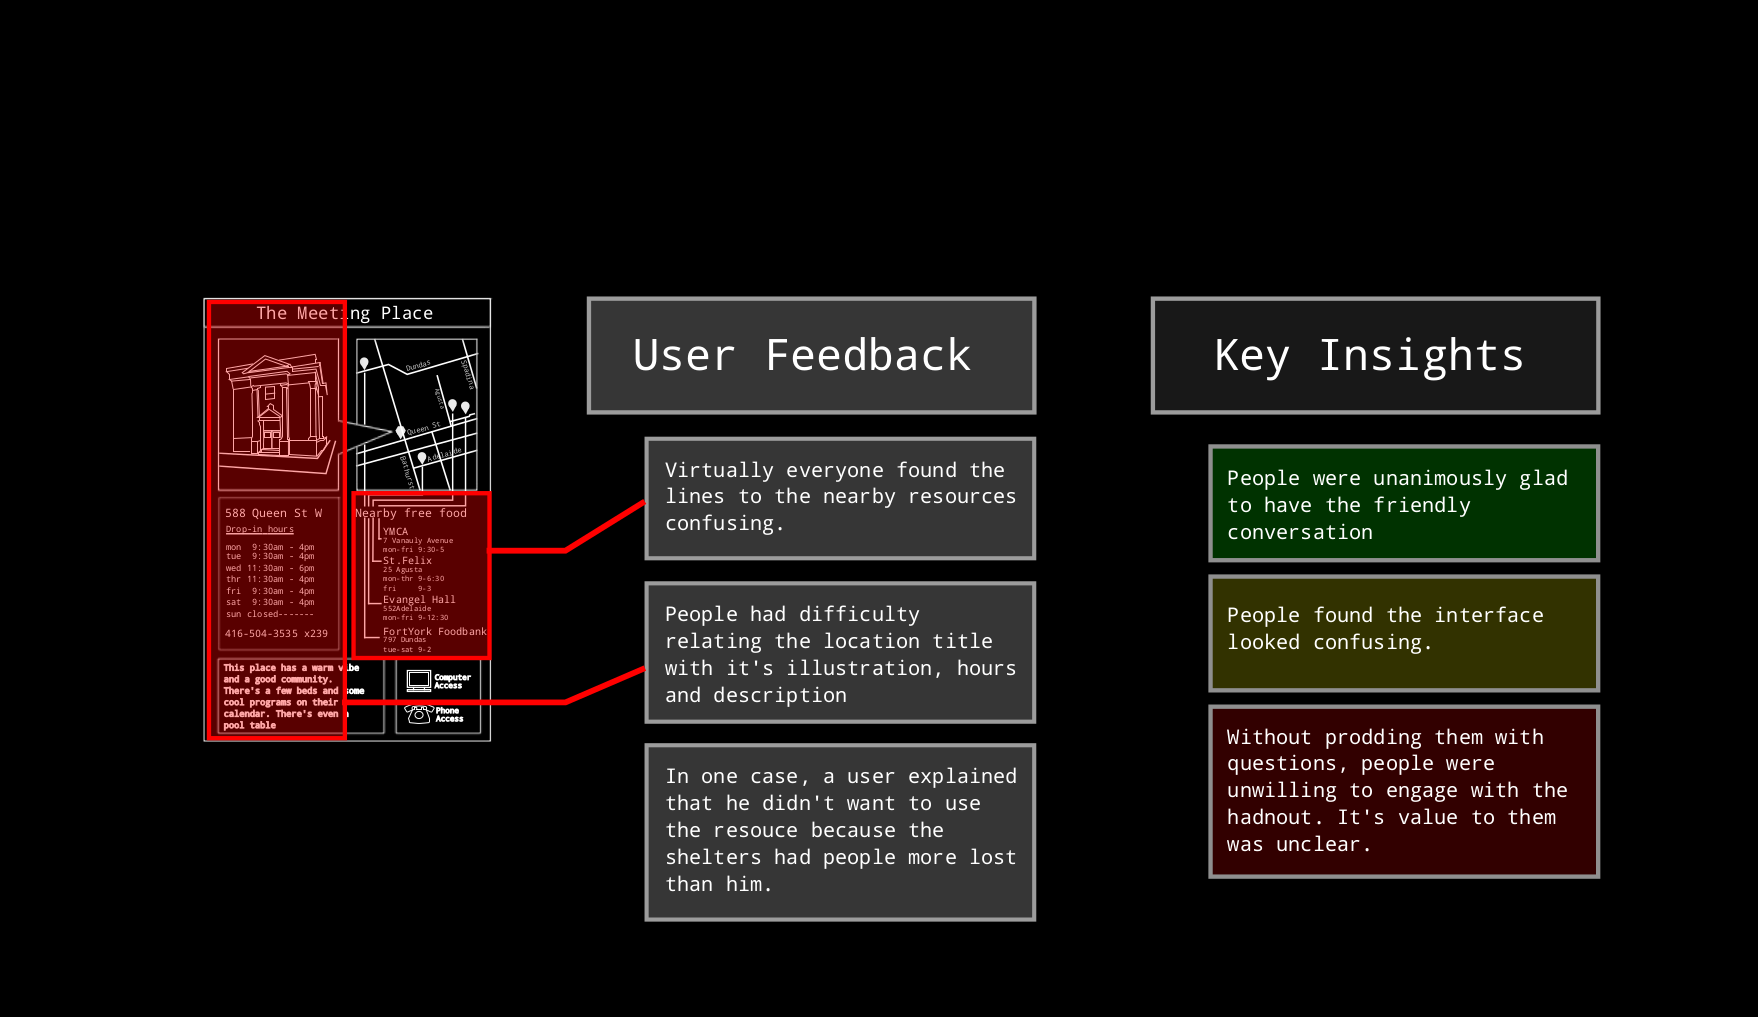 The Meeting Place
Dundas
Spadina
Agusta
Queen St
Adelaide
Bathurst
588 Queen St W
Drop-in hours
mon 9:30am - 4pm
tue 9:30am - 4pm
wed 11:30am - 6pm
thr 11:30am - 4pm
fri 9:30am - 4pm
sat 9:30am - 4pm
sun closed-------
416-504-3535 x239
Nearby free food
YMCA
7 Vanauly Avenue
mon-fri 9:30-5
St.Felix
25 Agusta
mon-thr 9-6:30
fri 9-3
Evangel Hall
552Adelaide
mon-fri 9-12:30
FortYork Foodbank
797 Dundas
tue-sat 9-2
This place has a warm vibe
and a good community.
There's a few beds and some
cool programs on their
calendar. There's even a
pool table
Computer
Access
Phone
Access
User Feedback
Virtually everyone found the
lines to the nearby resources
confusing.
People had difficulty
relating the location title
with it's illustration, hours
and description
In one case, a user explained
that he didn't want to use
the resouce because the
shelters had people more lost
than him.
Key Insights
People were unanimously glad
to have the friendly
conversation
People found the interface
looked confusing.
Without prodding them with
questions, people were
unwilling to engage with the
hadnout. It's value to them
was unclear.